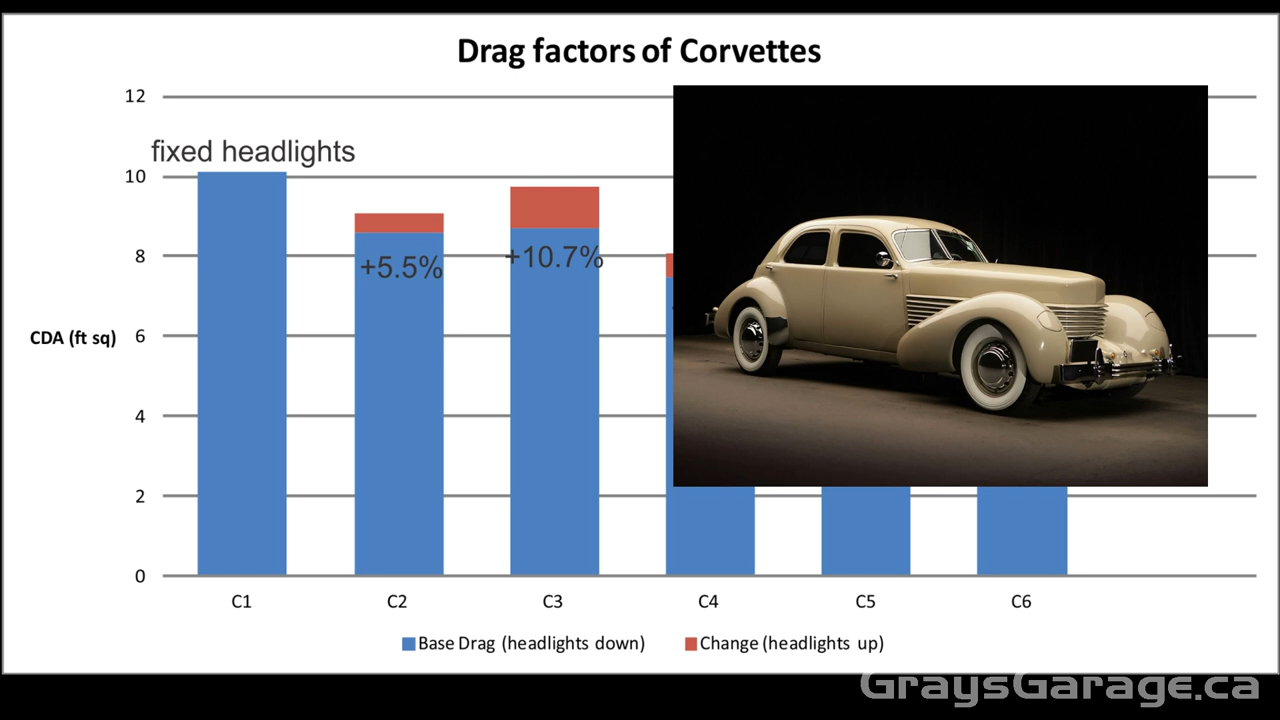 Drag factors of Corvettes
12
fixed headlights
10
8
+5.5%
+10.7%
CDA (ft sq)
6
4
2
0
C1
C2
C3
C4
C5
C6
Base Drag (headlights down)
Change (headlights up)
GraysGarage.ca